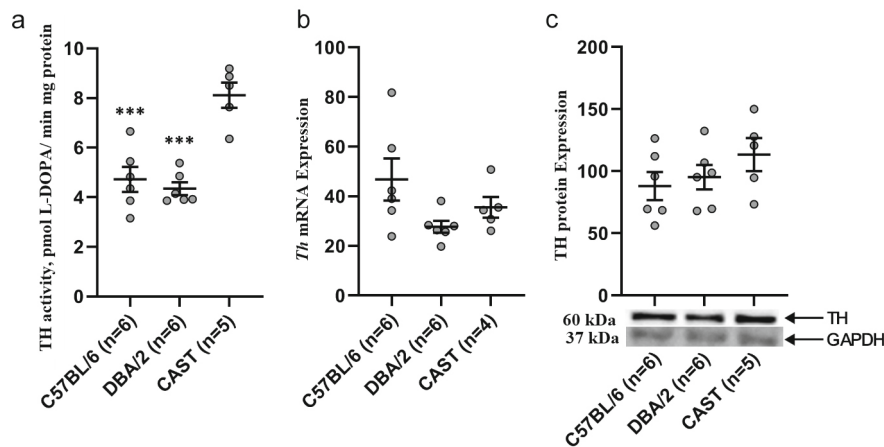 a
TH activity, pmol L-DOPA/ min mg protein
10
8
6
4
2
0
***
***
C57BL/6 (n=6)
DBA/2 (n=6)
CAST (n=5)
b
Th mRNA Expression
100
80
60
40
20
0
C57BL/6 (n=6)
DBA/2 (n=6)
CAST (n=4)
c
TH protein Expression
200
150
100
50
0
60 kDa
TH
37 kDa
GAPDH
C57BL/6 (n=6)
DBA/2 (n=6)
CAST (n=5)